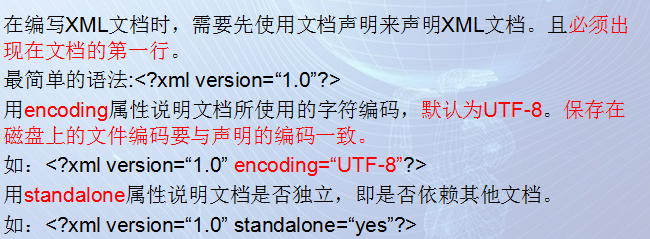 在编写XML文档时，需要先使用文档声明来声明XML文档。且必须出
现在文档的第一行。
最简单的语法:<?xml version=“1.0”?>
用encoding属性说明文档所使用的字符编码，默认为UTF-8。保存在
磁盘上的文件编码要与声明的编码一致。
如：<?xml version=“1.0” encoding=“UTF-8”?>
用standalone属性说明文档是否独立，即是否依赖其他文档。
如：<?xml version=“1.0” standalone=“yes”?>